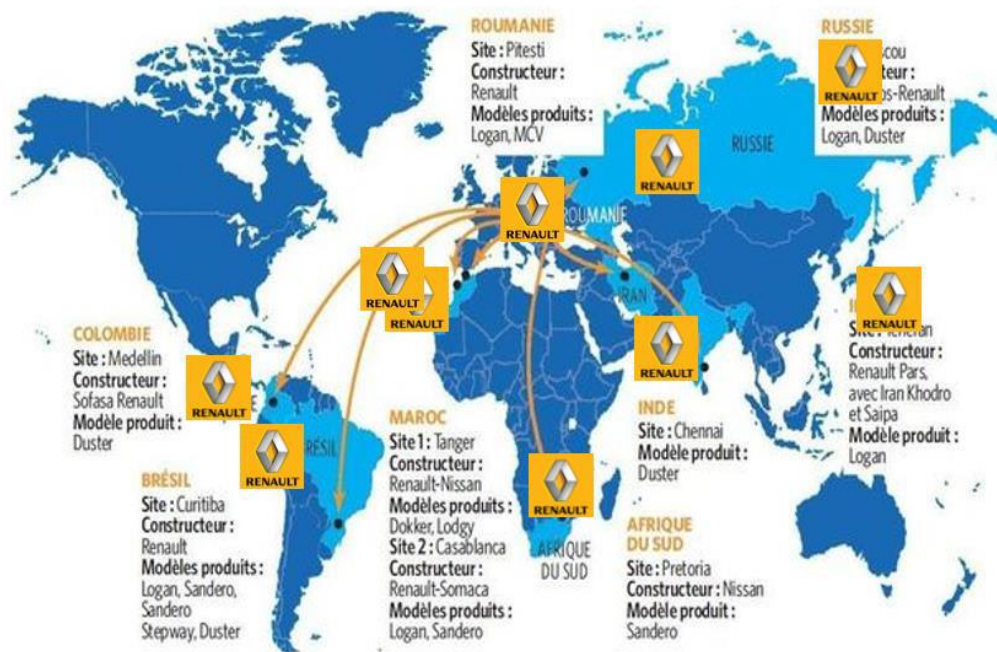 ROUMANIE
Site : Pitesti
Constructeur :
Renault
Modèles produits :
Logan, MCV
RUSSIE
RENAULT
Modèles produits :
Logan, Duster
RUSSIE
RENAULT
ROUMANIE
RENAULT
IRAN
RENAULT
RENAULT
RENAULT
RENAULT
Renault Pars,
avec Iran Khodro
et Saipa
Modèle produit :
Logan
COLOMBIE
Site : Medellin
Constructeur :
Sofasa Renault
Modèle produit :
Duster
RENAULT
BRÉSIL
RENAULT
BRÉSIL
Site : Curitiba
Constructeur :
Renault
Modèles produits :
Logan, Sandero,
Sandero
Stepway, Duster
MAROC
Site 1 : Tanger
Constructeur :
Renault-Nissan
Modèles produits :
Dokker, Lodgy
Site 2 : Casablanca
Constructeur :
Renault-Somaca
Modèles produits :
Logan, Sandero
INDE
Site : Chennai
Modèle produit :
Duster
RENAULT
AFRIQUE
DU SUD
AFRIQUE
DU SUD
Site : Pretoria
Constructeur : Nissan
Modèle produit :
Sandero